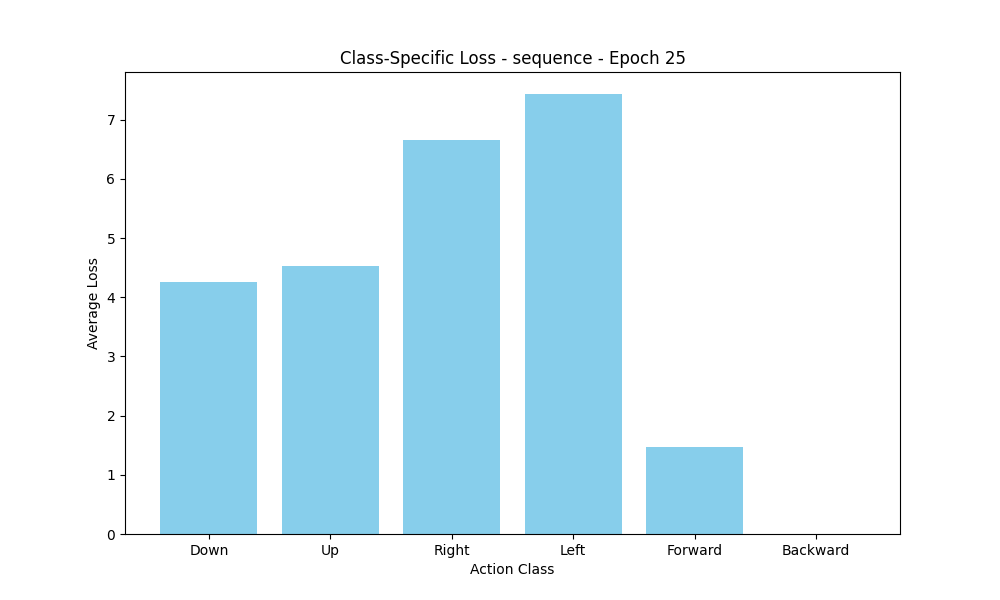 Class-Specific Loss - sequence - Epoch 25
Average Loss
7
6
5
4
3
2
1
0
Down Up Right Left Forward Backward
Action Class